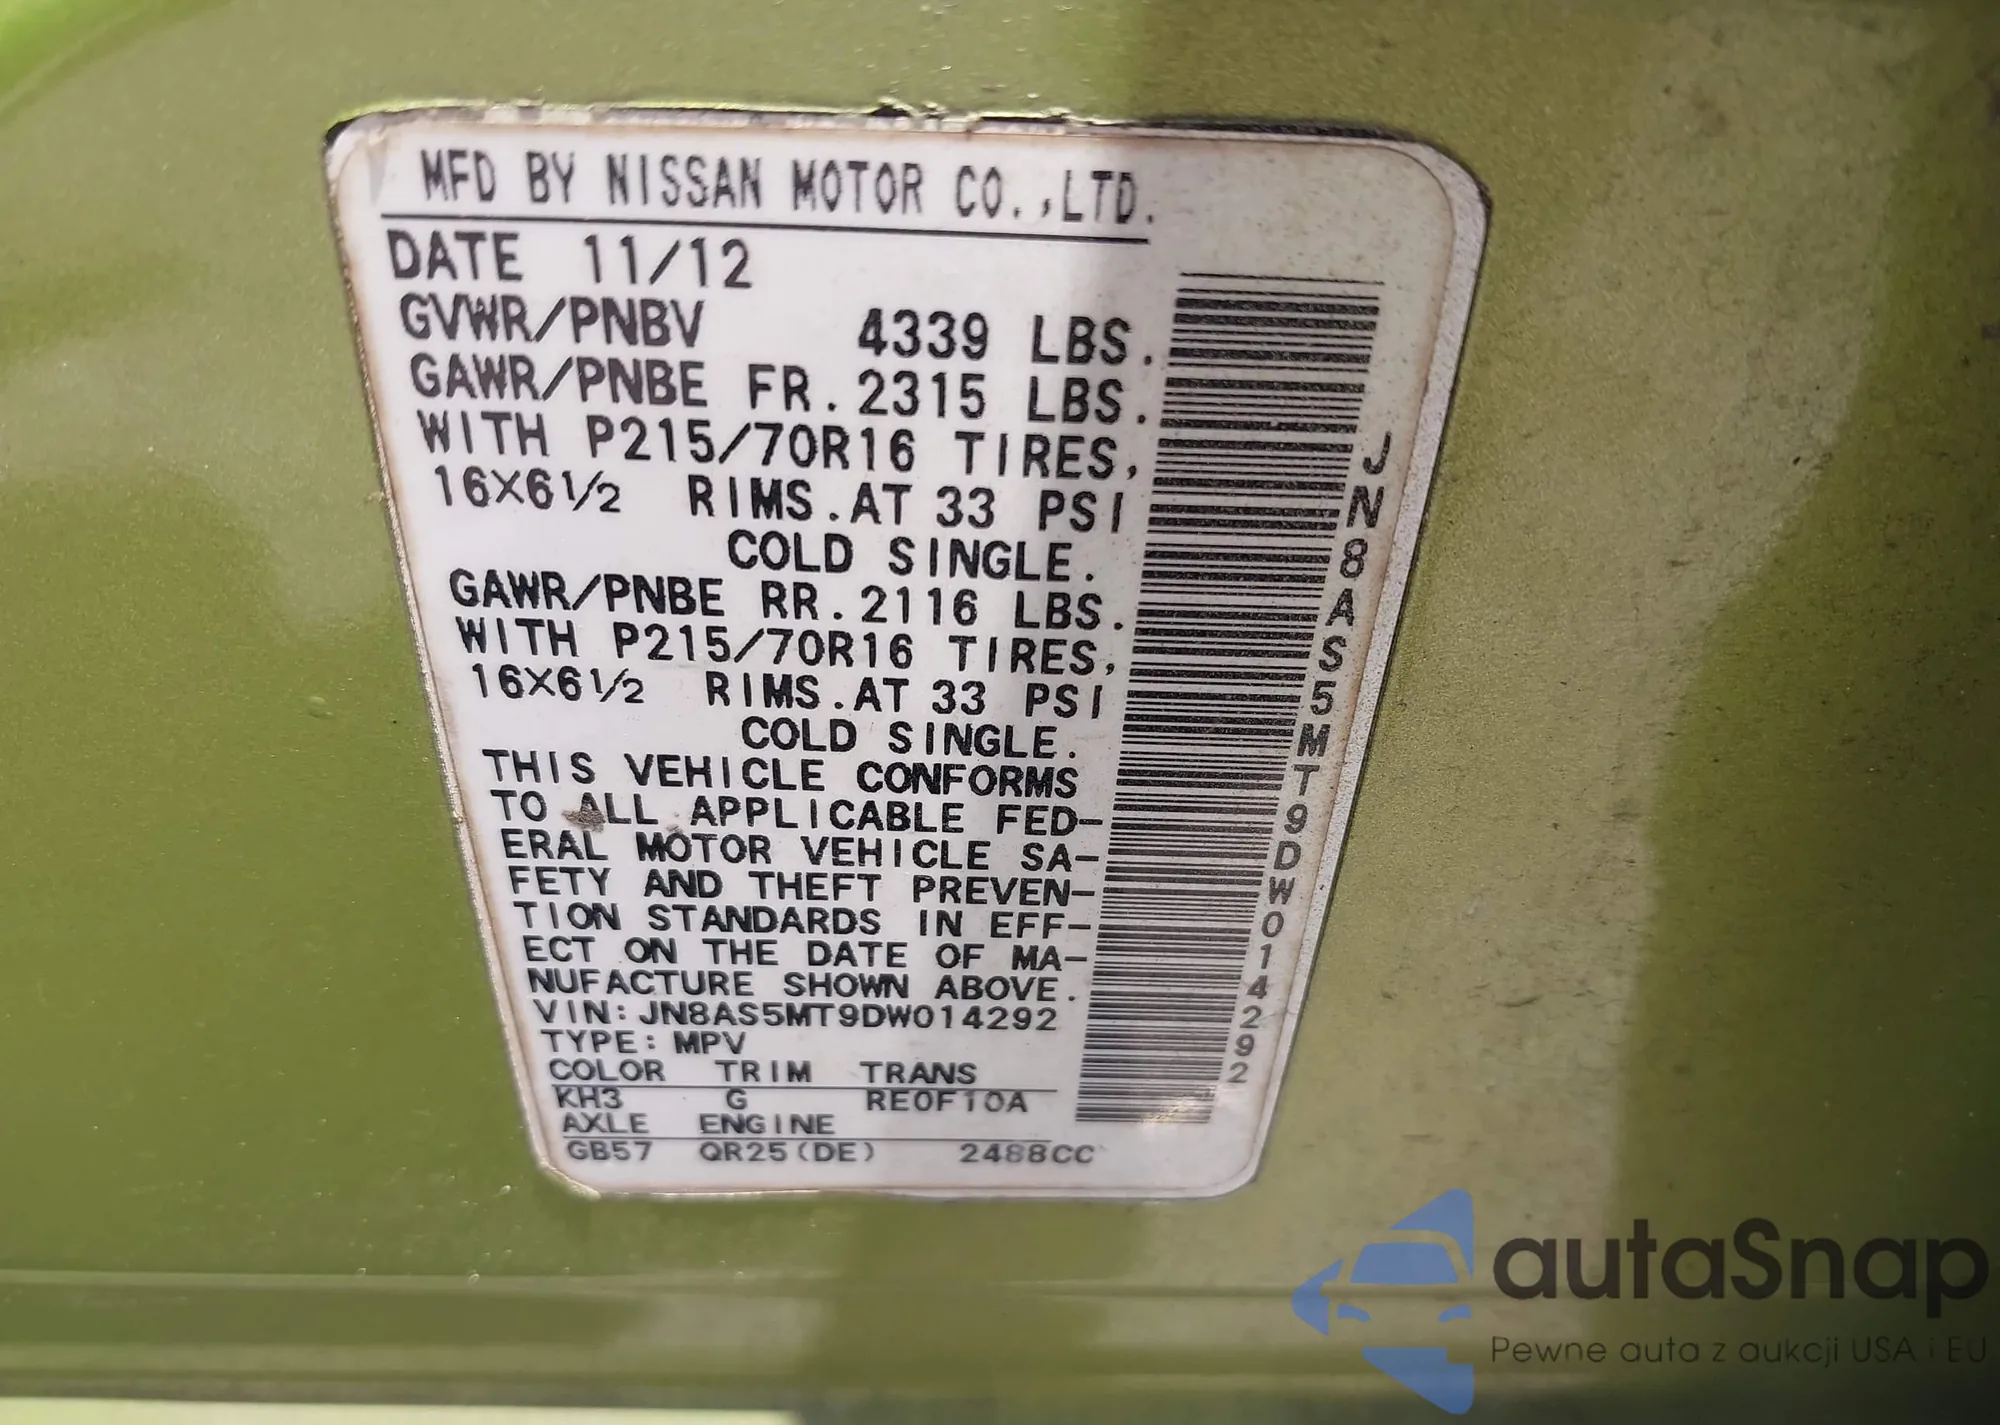 MFD BY NISSAN MOTOR CO.,LTD.
DATE 11/12
GVWR/PNBV 4339 LBS.
GAWR/PNBE FR.2315 LBS.
WITH P215/70R16 TIRES,
16X6½ RIMS.AT 33 PSI
COLD SINGLE.
GAWR/PNBE RR.2116 LBS.
WITH P215/70R16 TIRES,
16X6½ RIMS.AT 33 PSI
COLD SINGLE.
THIS VEHICLE CONFORMS
TO ALL APPLICABLE FED-
ERAL MOTOR VEHICLE SA-
FETY AND THEFT PREVEN-
TION STANDARDS IN EFF-
ECT ON THE DATE OF MA-
NUFACTURE SHOWN ABOVE.
VIN:JN8AS5MT9DW014292
TYPE:MPV
COLOR TRIM TRANS
KH3 G RE0F10A
AXLE ENGINE
GB57 QR25(DE) 2488CC
JN8AS5MT9DW014292
autaSnap
Pewne auta z aukcji USA i EU